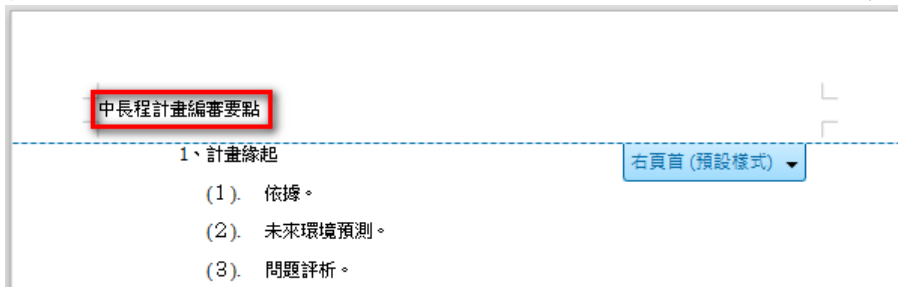 中長程計畫編審要點
1、計畫緣起
右頁首 (預設樣式)
(1). 依據。
(2). 未來環境預測。
(3). 問題評析。